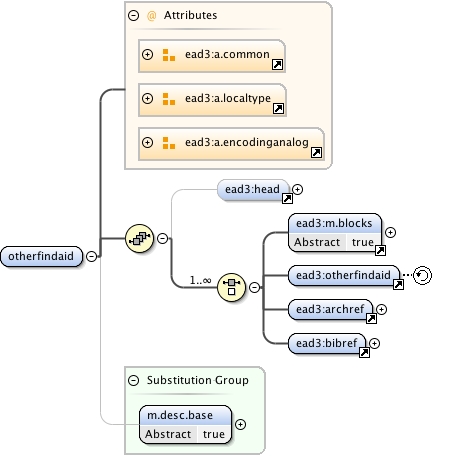 @ Attributes
ead3:a.common
ead3:a.localtype
ead3:a.encodinganalog
ead3:head
ead3:m.blocks
Abstract true
otherfindaid
1..∞
ead3:otherfindaid
ead3:archref
ead3:bibref
Substitution Group
m.desc.base
Abstract true